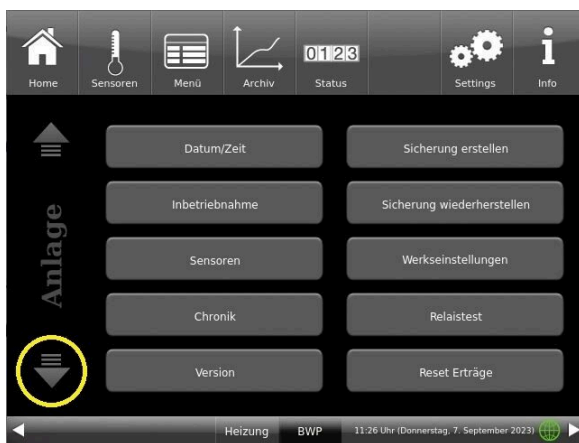 0123
Home Sensoren Menü Archiv Status Settings Info
Datum/Zeit Sicherung erstellen
Inbetriebnahme Sicherung wiederherstellen
Anlage
Sensoren Werkseinstellungen
Chronik Relaistest
Version Reset Erträge
Heizung BWP 11:26 Uhr (Donnerstag, 7. September 2023)